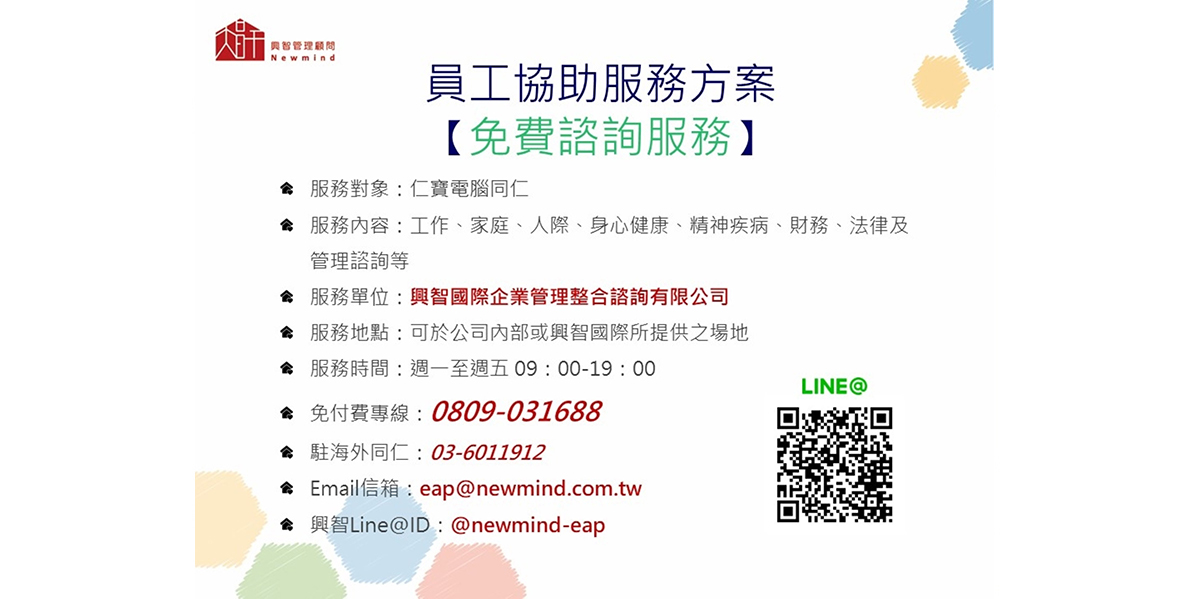 興智管理顧問
Newmind
員工協助服務方案
【免費諮詢服務】
服務對象：仁寶電腦同仁
服務內容：工作、家庭、人際、身心健康、精神疾病、財務、法律及
管理諮詢等
服務單位：興智國際企業管理整合諮詢有限公司
服務地點：可於公司內部或興智國際所提供之場地
服務時間：週一至週五 09：00-19：00
免付費專線：0809-031688
駐海外同仁：03-6011912
Email信箱：eap@newmind.com.tw
興智Line@ID：@newmind-eap
LINE@